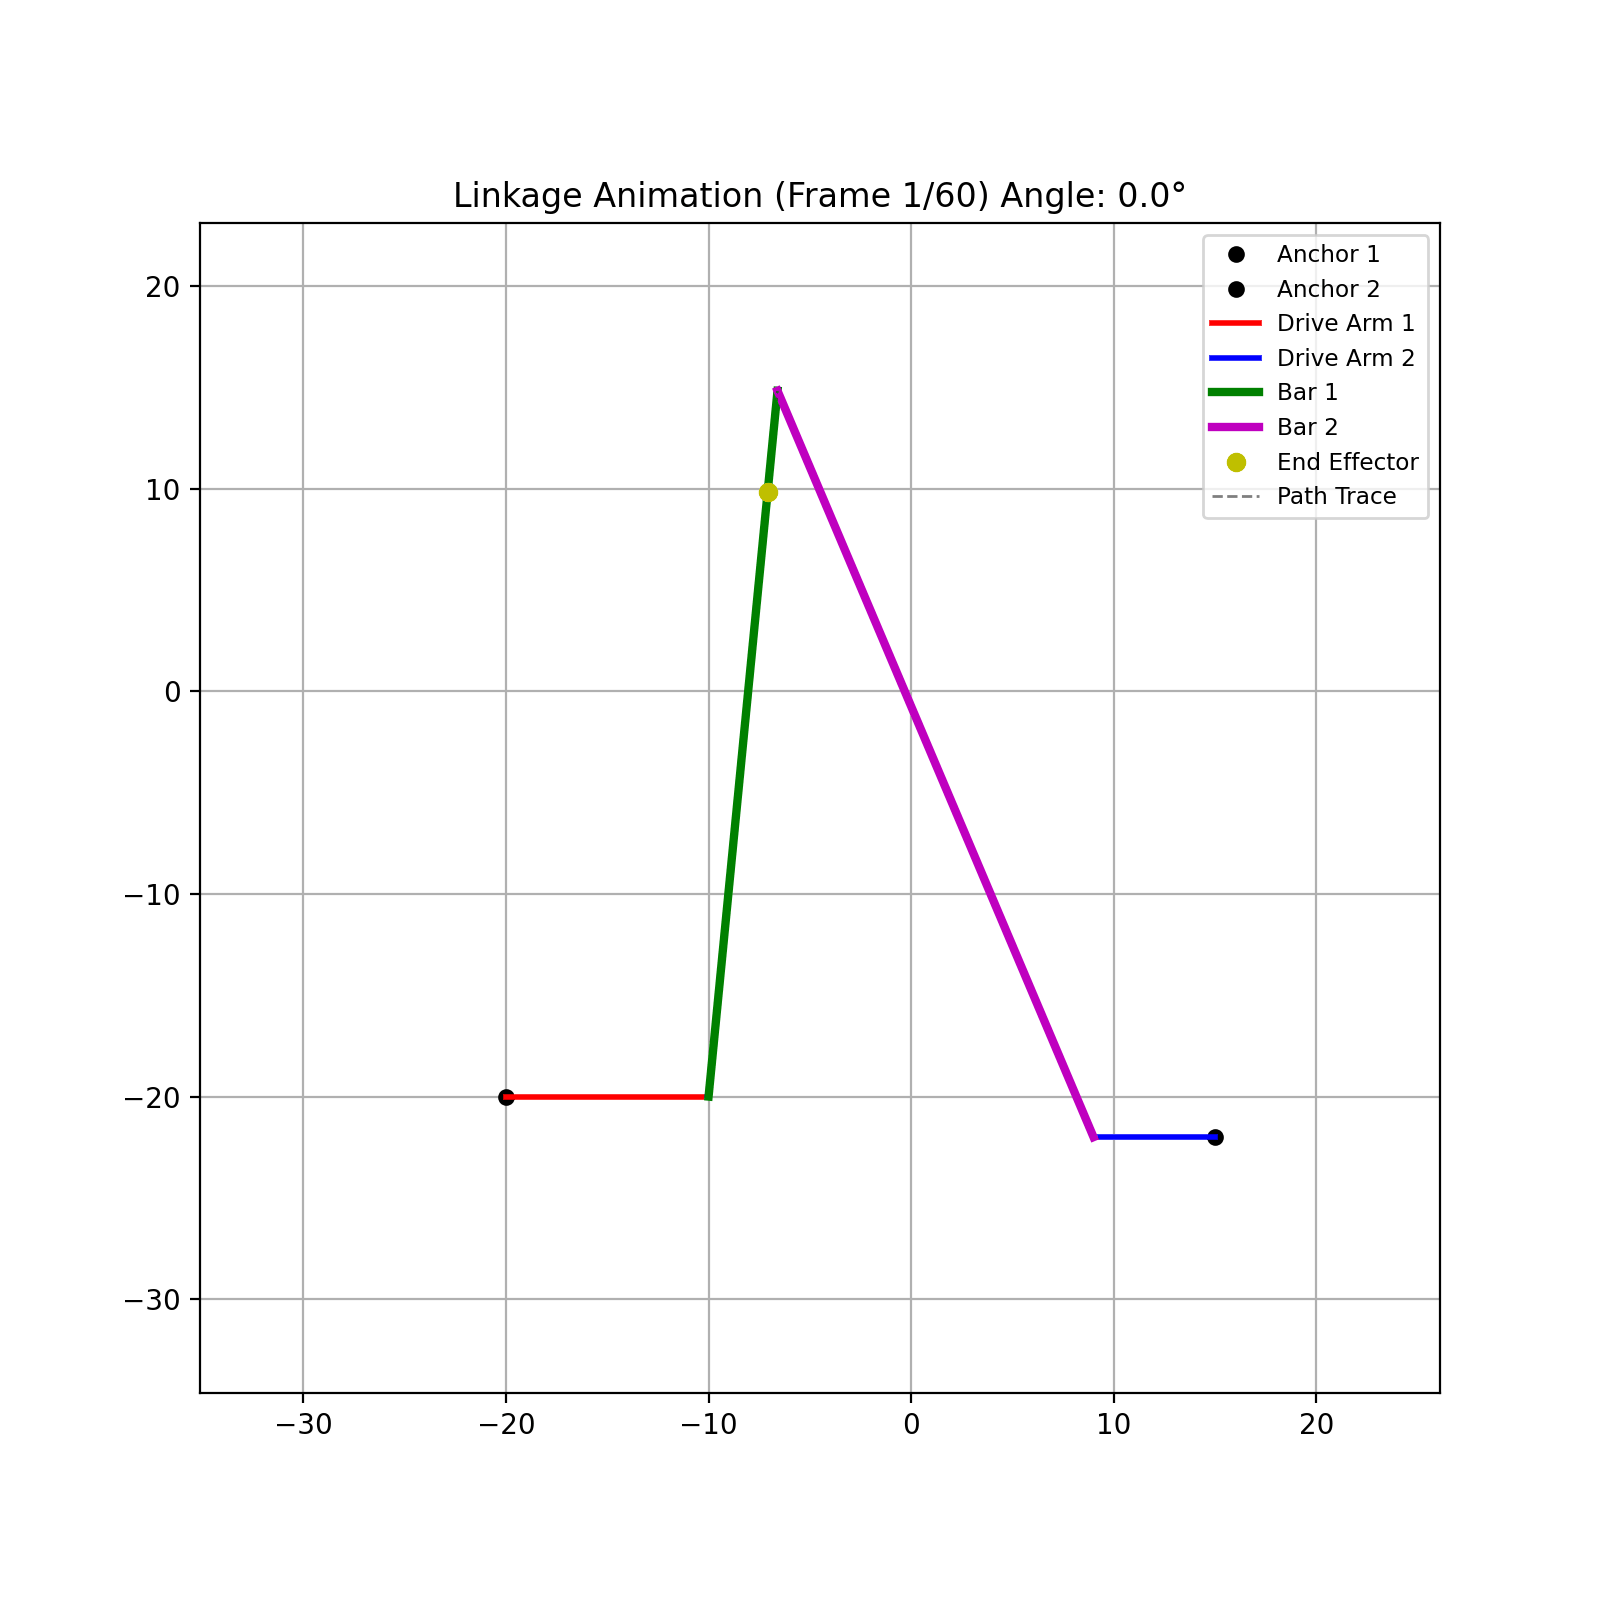 Linkage Animation (Frame 1/60) Angle: 0.0°
Anchor 1
Anchor 2
Drive Arm 1
Drive Arm 2
Bar 1
Bar 2
End Effector
Path Trace
20
10
0
−10
−20
−30
−30 −20 −10 0 10 20